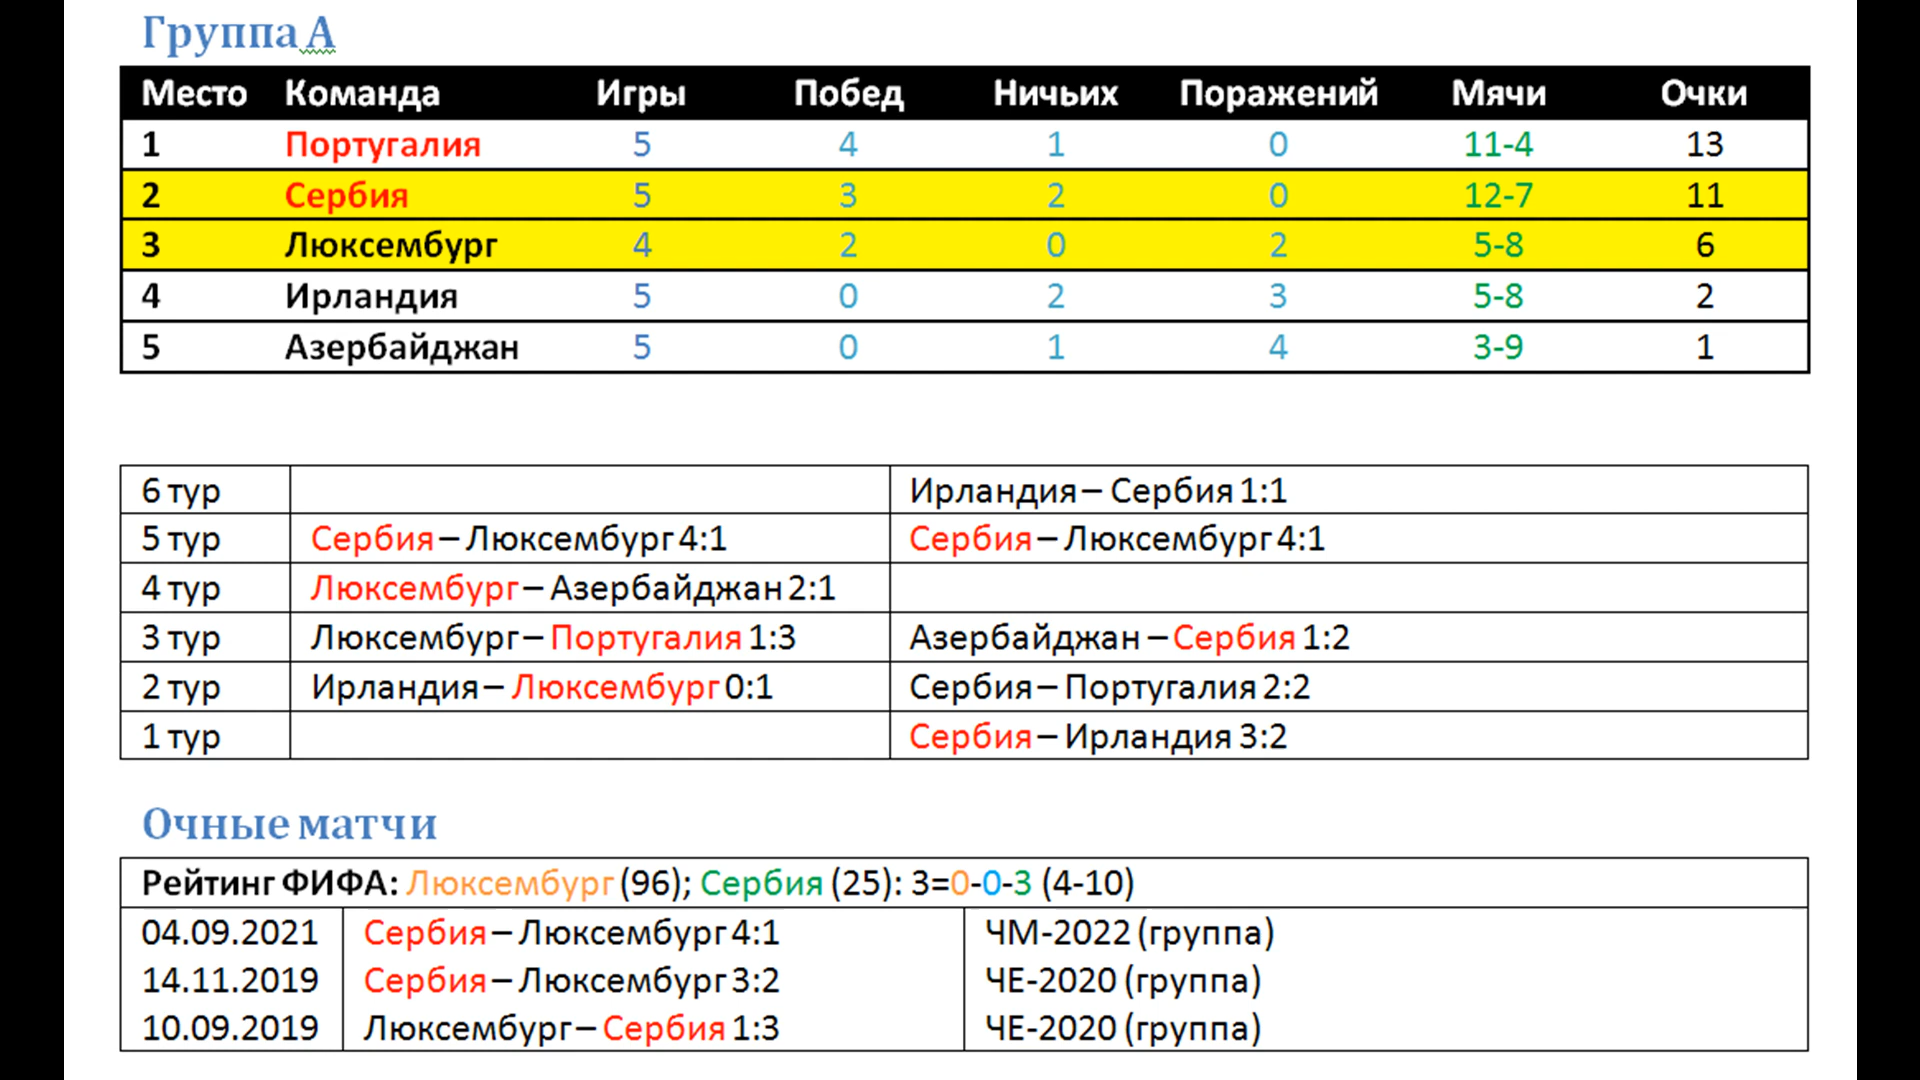 Группа А
Место Команда Игры Побед Ничьих Поражений Мячи Очки
1 Португалия 5 4 1 0 11-4 13
2 Сербия 5 3 2 0 12-7 11
3 Люксембург 4 2 0 2 5-8 6
4 Ирландия 5 0 2 3 5-8 2
5 Азербайджан 5 0 1 4 3-9 1
6 тур Ирландия – Сербия 1:1
5 тур Сербия – Люксембург 4:1 Сербия – Люксембург 4:1
4 тур Люксембург – Азербайджан 2:1
3 тур Люксембург – Португалия 1:3 Азербайджан – Сербия 1:2
2 тур Ирландия – Люксембург 0:1 Сербия – Португалия 2:2
1 тур Сербия – Ирландия 3:2
Очные матчи
Рейтинг ФИФА: Люксембург (96); Сербия (25): 3=0-0-3 (4-10)
04.09.2021 Сербия – Люксембург 4:1 ЧМ-2022 (группа)
14.11.2019 Сербия – Люксембург 3:2 ЧЕ-2020 (группа)
10.09.2019 Люксембург – Сербия 1:3 ЧЕ-2020 (группа)